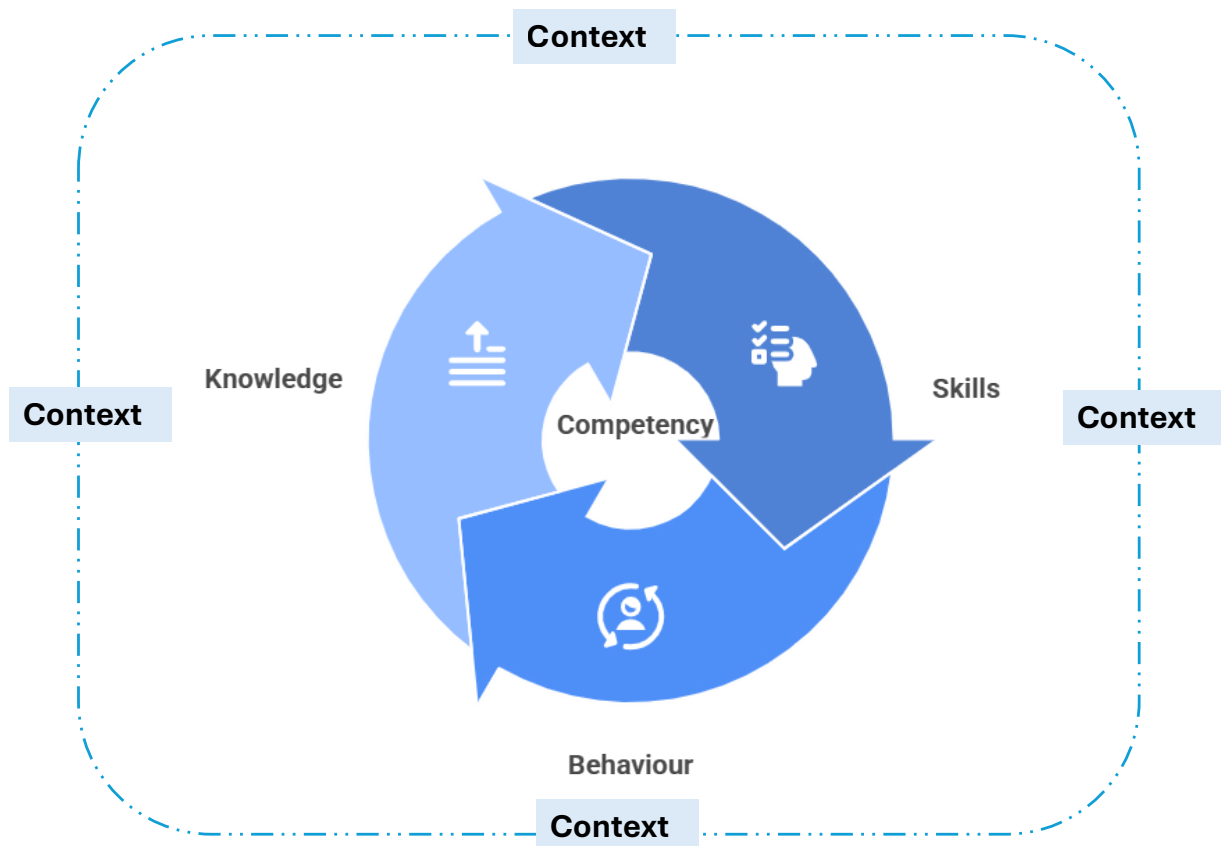 Context
Knowledge
Skills
Context
Context
Competency
Behaviour
Context